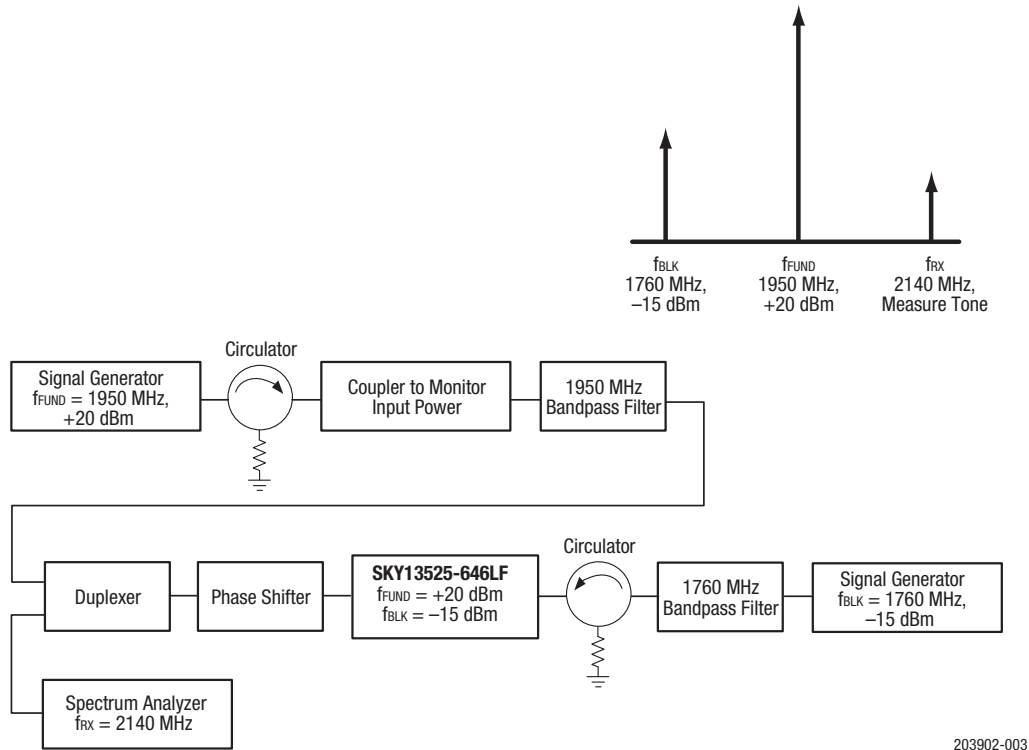 fBLK
1760 MHz,
–15 dBm
fFUND
1950 MHz,
+20 dBm
fRX
2140 MHz,
Measure Tone
Signal Generator
fFUND = 1950 MHz,
+20 dBm
Circulator
Coupler to Monitor
Input Power
1950 MHz
Bandpass Filter
Duplexer
Phase Shifter
SKY13525-646LF
fFUND = +20 dBm
fBLK = –15 dBm
Circulator
1760 MHz
Bandpass Filter
Signal Generator
fBLK = 1760 MHz,
–15 dBm
Spectrum Analyzer
fRX = 2140 MHz
203902-003